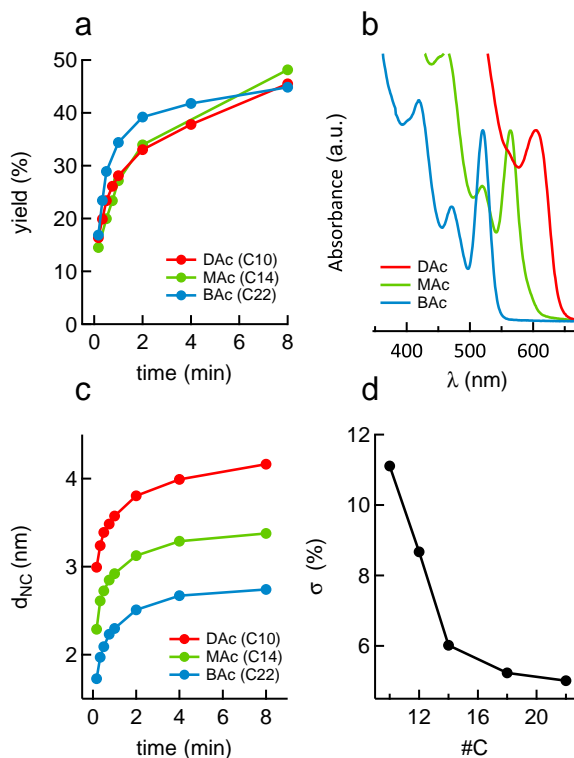 a
50
40
30
20
10
0
yield (%)
DAc (C10)
MAc (C14)
BAc (C22)
0 2 4 6 8
time (min)
b
Absorbance (a.u.)
DAc
MAc
BAc
400 500 600
λ (nm)
c
4
3
2
d_NC (nm)
DAc (C10)
MAc (C14)
BAc (C22)
0 2 4 6 8
time (min)
d
12
10
8
6
σ (%)
12 16 20
#C